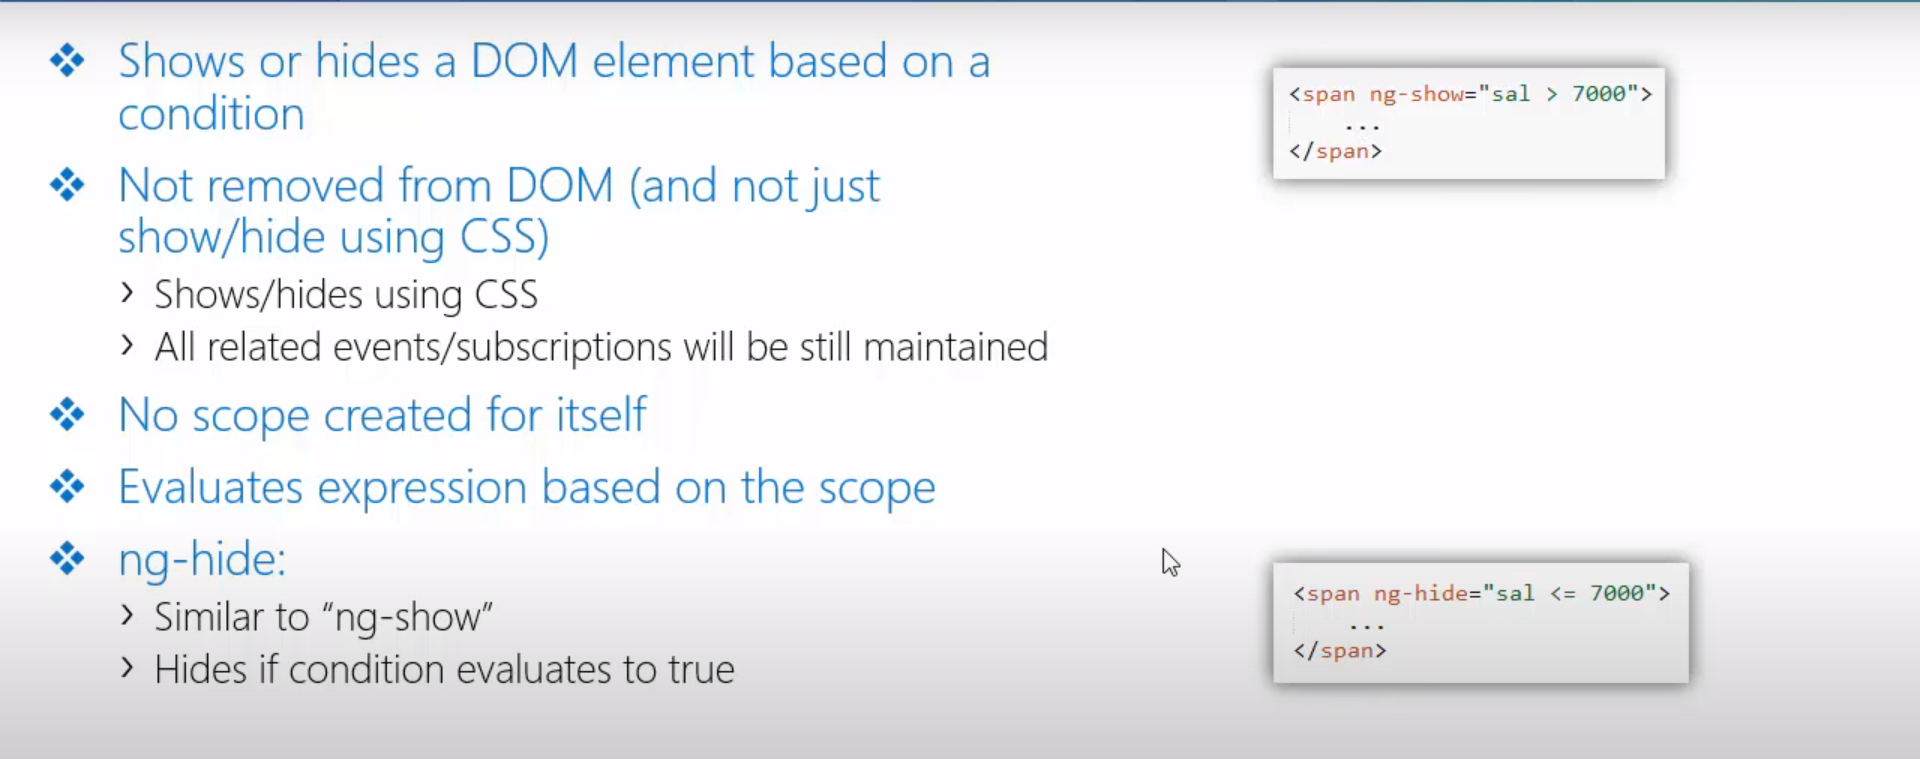 Shows or hides a DOM element based on a
condition
Not removed from DOM (and not just
show/hide using CSS)
Shows/hides using CSS
All related events/subscriptions will be still maintained
No scope created for itself
Evaluates expression based on the scope
ng-hide:
Similar to “ng-show”
Hides if condition evaluates to true
<span ng-show="sal > 7000">
...
</span>
<span ng-hide="sal <= 7000">
...
</span>